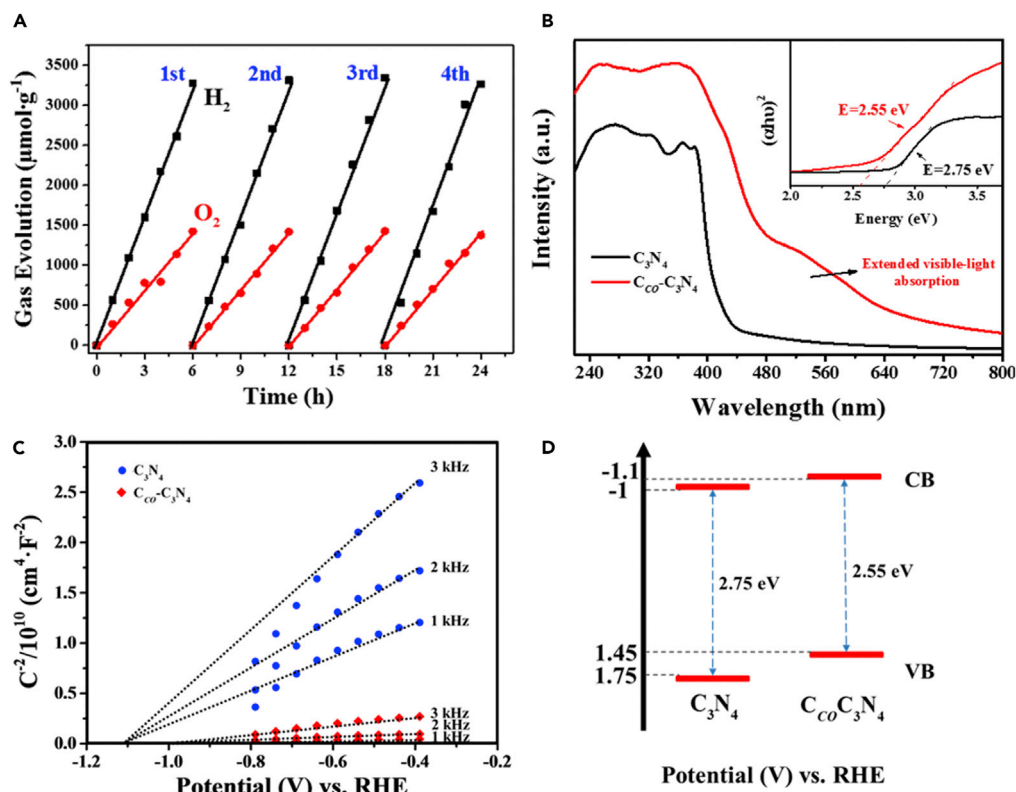 A
Gas Evolution (μmol·g⁻¹)
3500
3000
2500
2000
1500
1000
500
0
1st
2nd
3rd
4th
H₂
O₂
0 3 6 9 12 15 18 21 24
Time (h)
B
Intensity (a.u.)
C₃N₄
C_CO-C₃N₄
Extended visible-light
absorption
(αhυ)²
E=2.55 eV
E=2.75 eV
2.0 2.5 3.0 3.5
Energy (eV)
240 320 400 480 560 640 720 800
Wavelength (nm)
C
C⁻²/10¹⁰ (cm⁴·F⁻²)
3.0
2.5
2.0
1.5
1.0
0.5
0.0
C₃N₄
C_CO-C₃N₄
3 kHz
2 kHz
1 kHz
3 kHz
2 kHz
1 kHz
-1.2 -1.0 -0.8 -0.6 -0.4 -0.2
Potential (V) vs. RHE
D
-1.1
-1
CB
2.75 eV
2.55 eV
1.45
1.75
VB
C₃N₄
C_COC₃N₄
Potential (V) vs. RHE